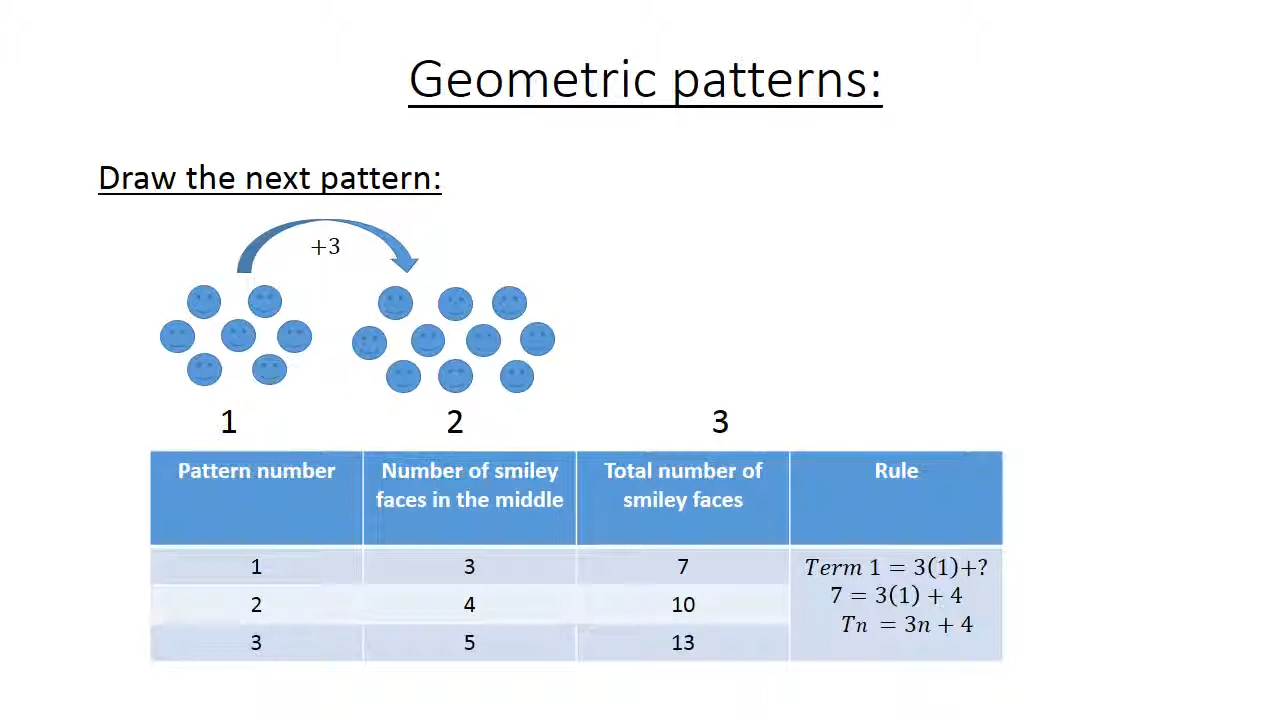 Geometric patterns:
Draw the next pattern:
+3
1 2 3
Pattern number
Number of smiley faces in the middle
Total number of smiley faces
Rule
1 3 7 𝑇𝑒𝑟𝑚 1 = 3(1)+?
7 = 3(1) + 4
2 4 10
𝑇𝑛 = 3𝑛 + 4
3 5 13